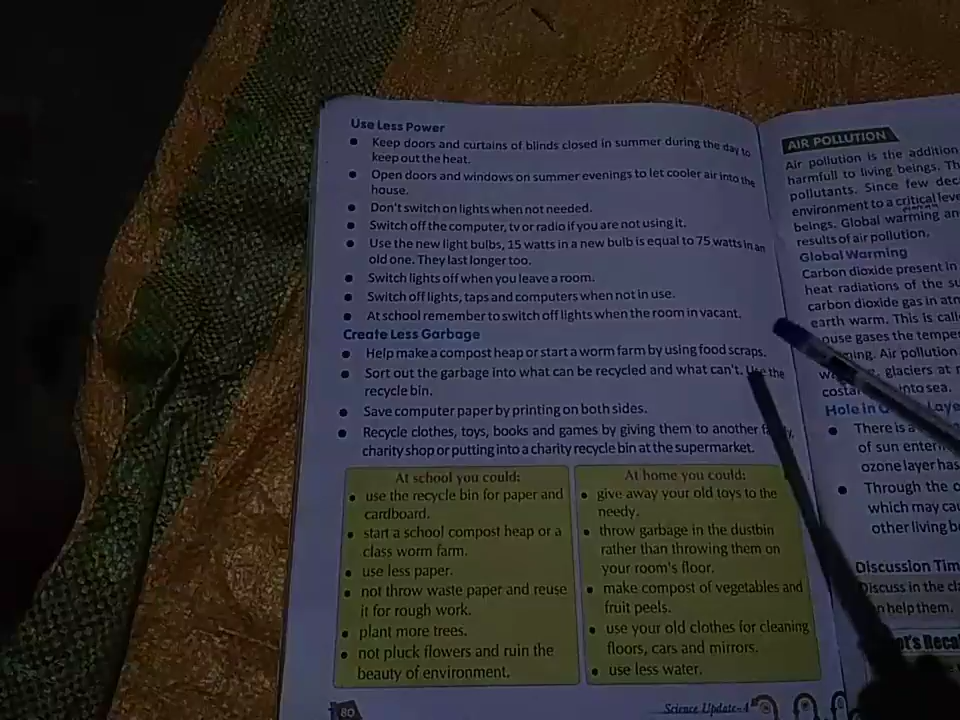 Use Less Power
● Keep doors and curtains of blinds closed in summer during the day to
keep out the heat.
● Open doors and windows on summer evenings to let cooler air into the
house.
● Don't switch on lights when not needed.
● Switch off the computer, tv or radio if you are not using it.
● Use the new light bulbs, 15 watts in a new bulb is equal to 75 watts in an
old one. They last longer too.
● Switch lights off when you leave a room.
● Switch off lights, taps and computers when not in use.
● At school remember to switch off lights when the room in vacant.
Create Less Garbage
● Help make a compost heap or start a worm farm by using food scraps.
● Sort out the garbage into what can be recycled and what can't. Use the
recycle bin.
● Save computer paper by printing on both sides.
● Recycle clothes, toys, books and games by giving them to another
charity shop or putting into a charity recycle bin at the supermarket.
At school you could:
● use the recycle bin for paper and
cardboard.
● start a school compost heap or a
class worm farm.
● use less paper.
● not throw waste paper and reuse
it for rough work.
● plant more trees.
● not pluck flowers and ruin the
beauty of environment.
At home you could:
● give away your old toys to the
needy.
● throw garbage in the dustbin
rather than throwing them on
your room's floor.
● make compost of vegetables and
fruit peels.
● use your old clothes for cleaning
floors, cars and mirrors.
● use less water.
80
Science Update-4
AIR POLLUTION
Air pollution is the addition
harmfull to living beings.
pollutants. Since few
environment to a critical
beings. Global warming
results of air pollution.
Global Warming
Carbon dioxide present in
heat radiations of the
carbon dioxide gas in
earth warm. This is
gases the
Air pollution
glaciers at
into sea.
Hole in
● There is a
of sun
ozone layer has
● Through the
which may
other living
Discussion
Discuss in the
help them.